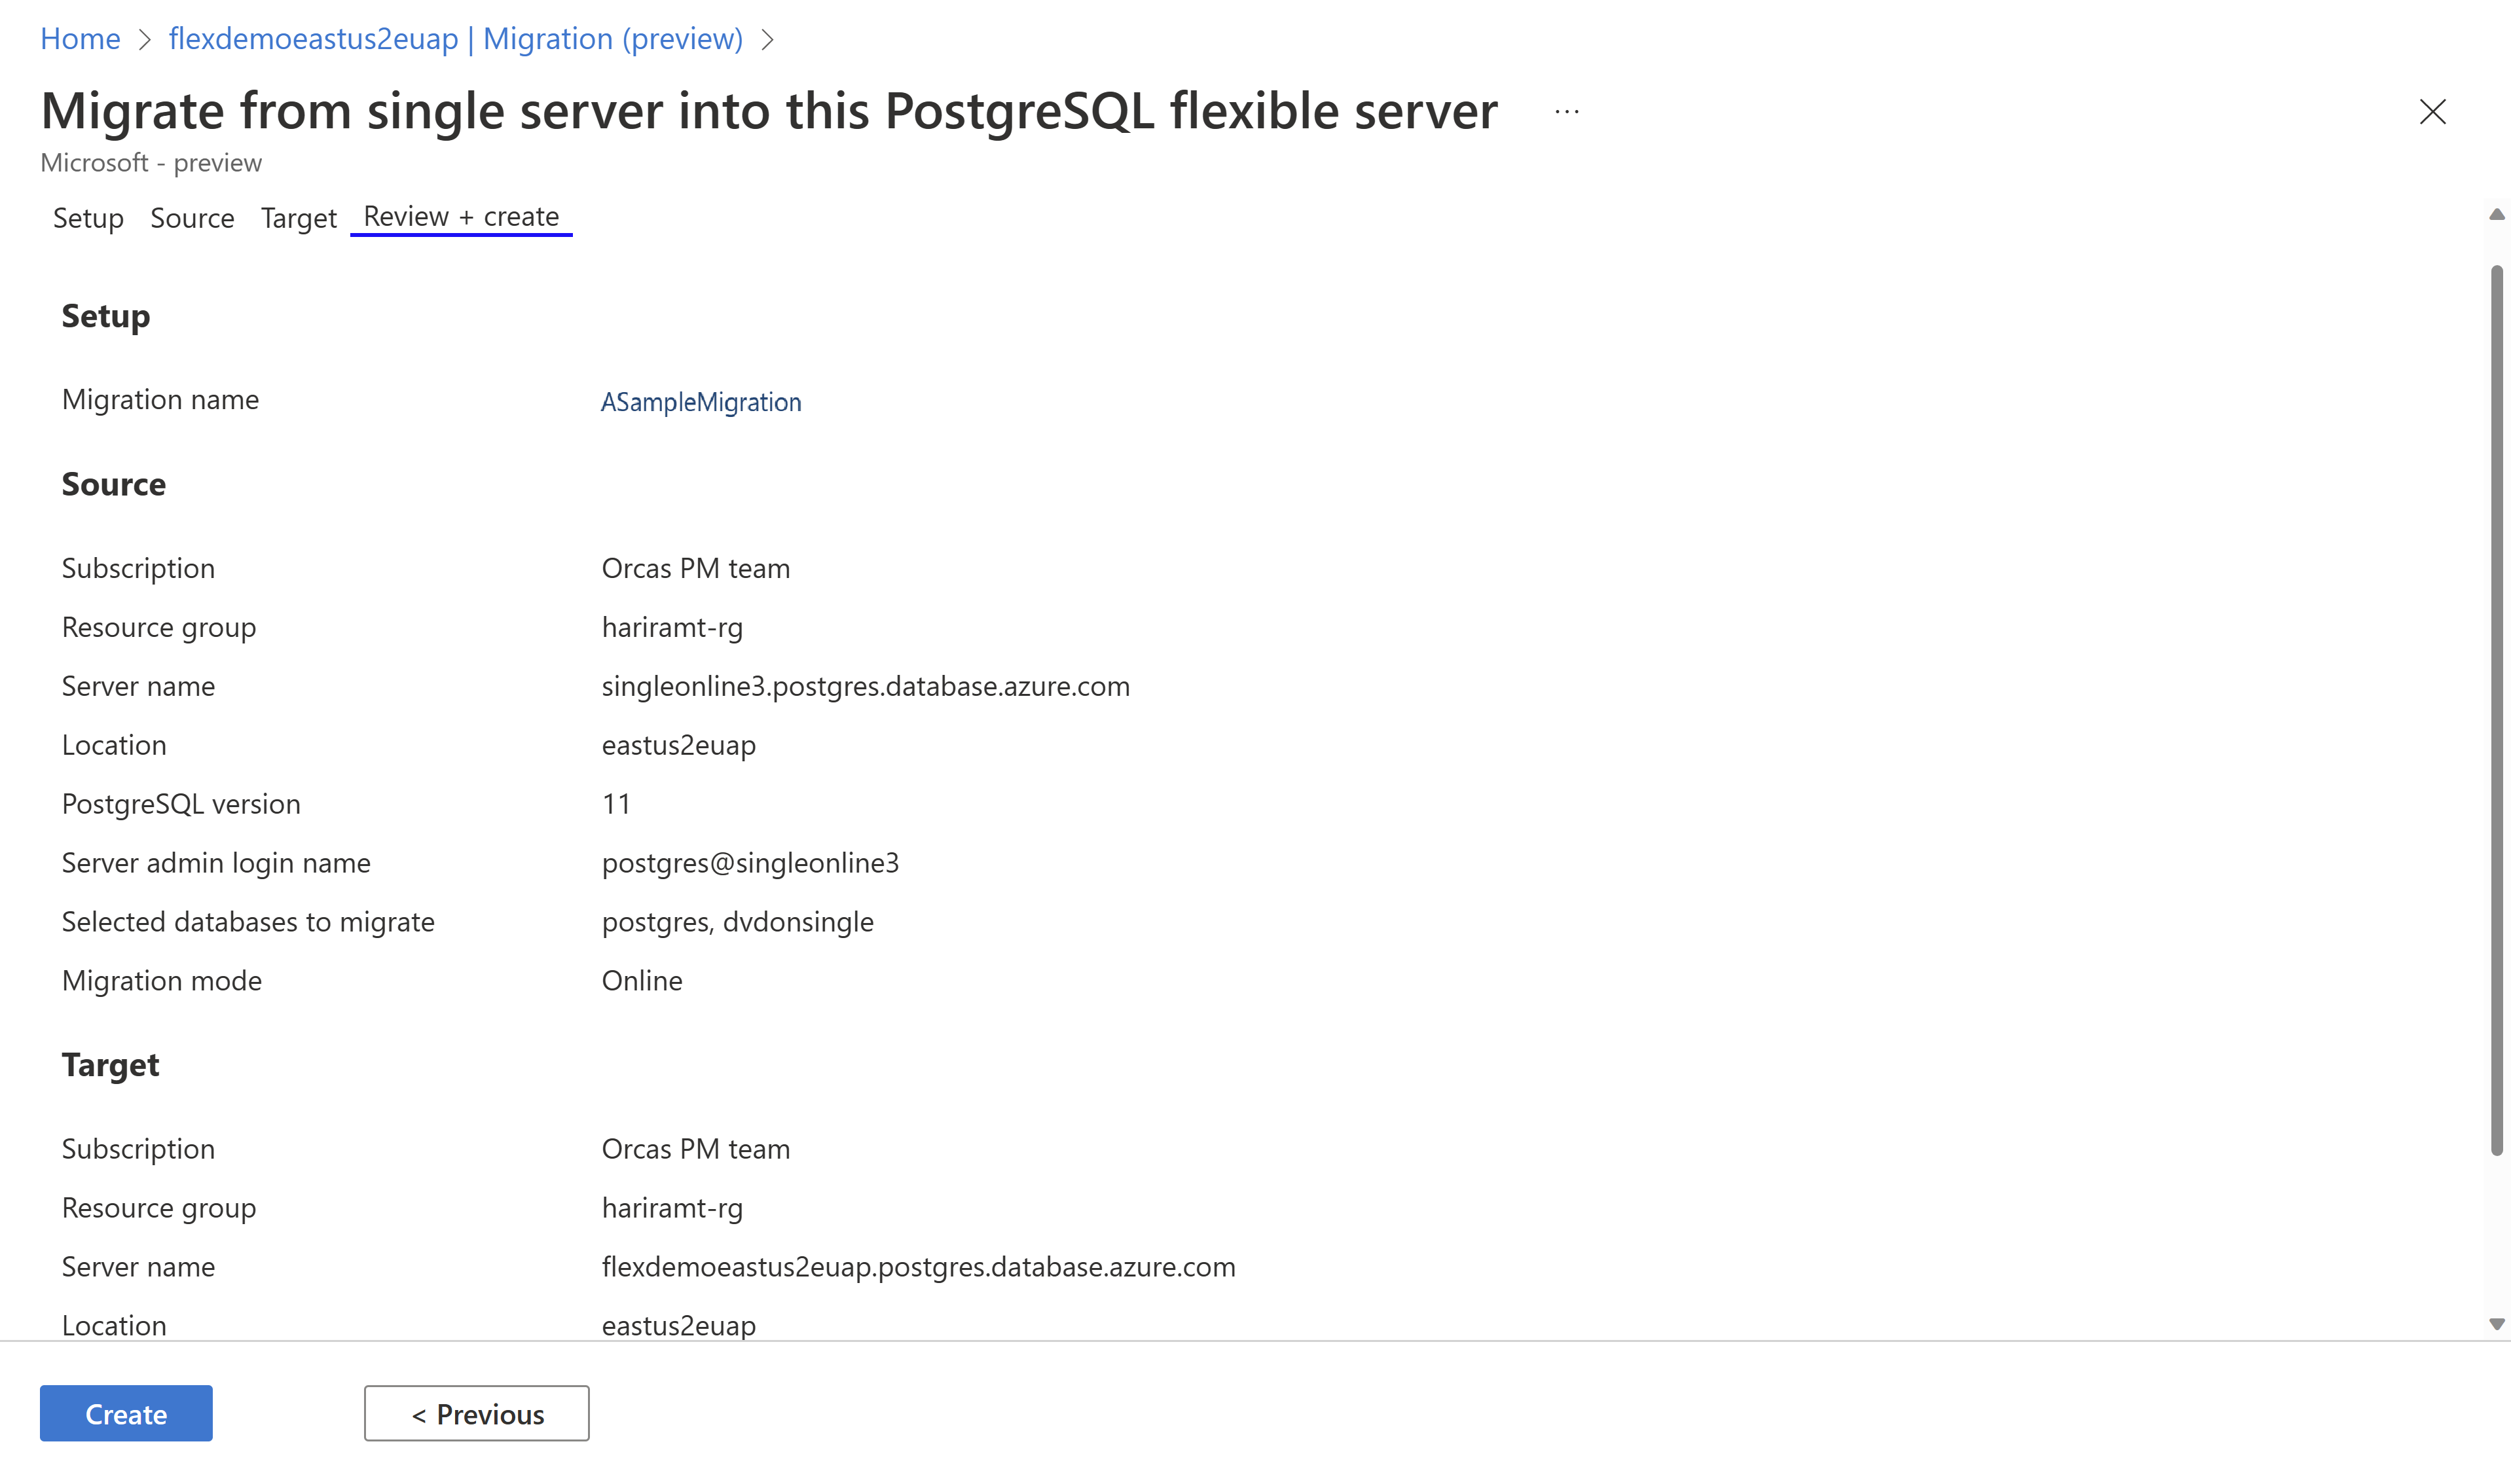 Home > flexdemoeastus2euap | Migration (preview) >
Migrate from single server into this PostgreSQL flexible server ...
Microsoft - preview
Setup Source Target Review + create
Setup
Migration name ASampleMigration
Source
Subscription Orcas PM team
Resource group hariramt-rg
Server name singleonline3.postgres.database.azure.com
Location eastus2euap
PostgreSQL version 11
Server admin login name postgres@singleonline3
Selected databases to migrate postgres, dvdonsingle
Migration mode Online
Target
Subscription Orcas PM team
Resource group hariramt-rg
Server name flexdemoeastus2euap.postgres.database.azure.com
Location eastus2euap
Create < Previous